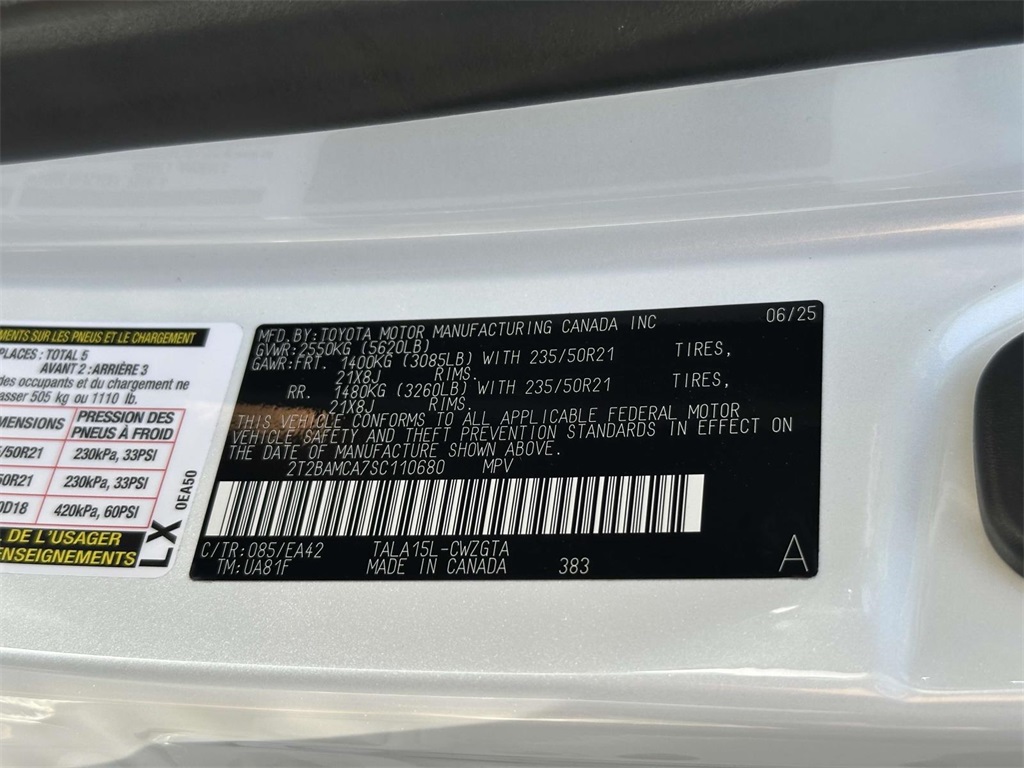 MENTS SUR LES PNEUS ET LE CHARGEMENT
PLACES: TOTAL 5
AVANT 2: ARRIÈRE 3
des occupants et du chargement ne
asser 505 kg ou 1110 lb.
MENSIONS PRESSION DES PNEUS À FROID
/50R21 230kPa, 33PSI
50R21 230kPa, 33PSI
0D18 420kPa, 60PSI
L DE L'USAGER
NSEIGNEMENTS
LX 0EA50
MFD.BY:TOYOTA MOTOR MANUFACTURING CANADA INC 06/25
GVWR:2550KG (5620LB)
GAWR:FRT. 1400KG (3085LB) WITH 235/50R21 TIRES,
21X8J RIMS.
RR. 1480KG (3260LB) WITH 235/50R21 TIRES,
21X8J RIMS.
THIS VEHICLE CONFORMS TO ALL APPLICABLE FEDERAL MOTOR
VEHICLE SAFETY AND THEFT PREVENTION STANDARDS IN EFFECT ON
THE DATE OF MANUFACTURE SHOWN ABOVE.
2T2BAMCA7SC110680 MPV
C/TR:085/EA42 TALA15L-CWZGTA
TM:UA81F MADE IN CANADA 383 A